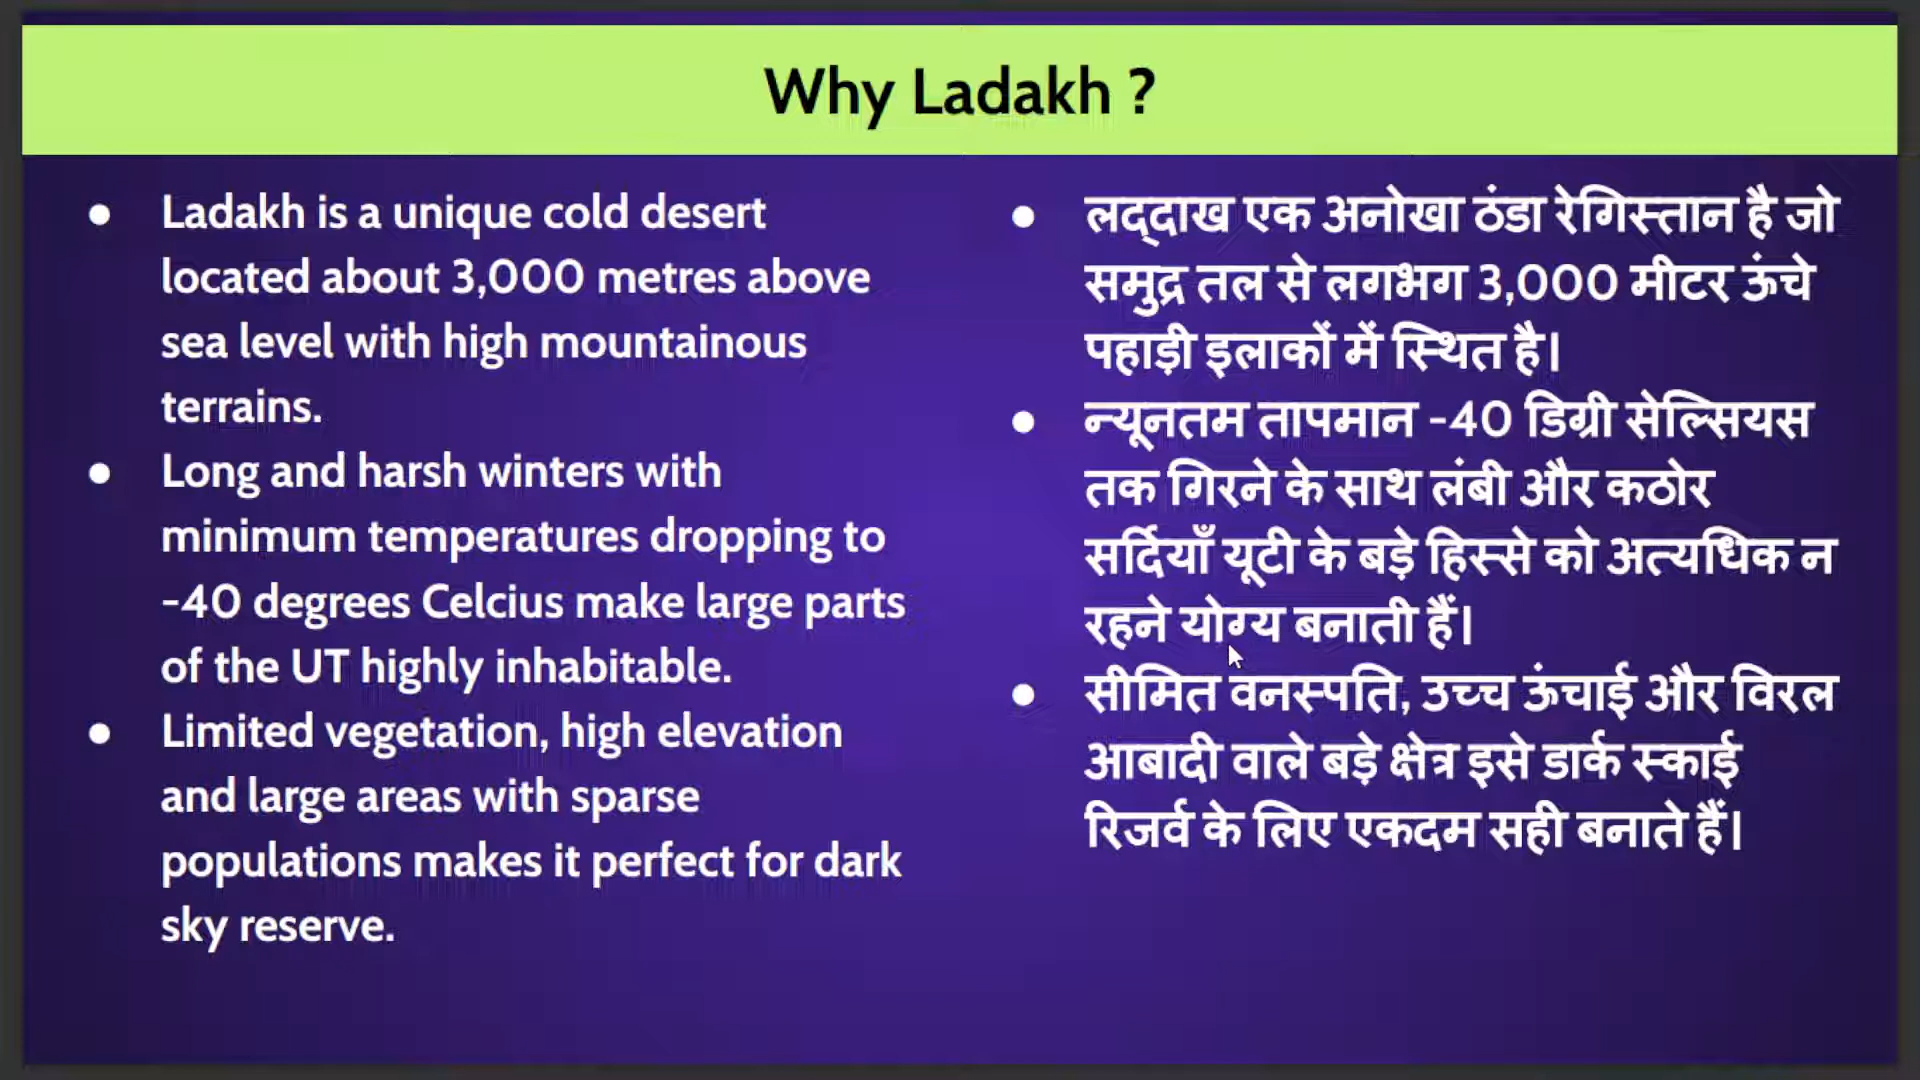 Why Ladakh ?
Ladakh is a unique cold desert
located about 3,000 metres above
sea level with high mountainous
terrains.
Long and harsh winters with
minimum temperatures dropping to
-40 degrees Celcius make large parts
of the UT highly inhabitable.
Limited vegetation, high elevation
and large areas with sparse
populations makes it perfect for dark
sky reserve.
लद्दाख एक अनोखा ठंडा रेगिस्तान है जो
समुद्र तल से लगभग 3,000 मीटर ऊंचे
पहाड़ी इलाकों में स्थित है।
न्यूनतम तापमान -40 डिग्री सेल्सियस
तक गिरने के साथ लंबी और कठोर
सर्दियाँ यूटी के बड़े हिस्से को अत्यधिक न
रहने योग्य बनाती हैं।
सीमित वनस्पति, उच्च ऊंचाई और विरल
आबादी वाले बड़े क्षेत्र इसे डार्क स्काई
रिजर्व के लिए एकदम सही बनाते हैं।